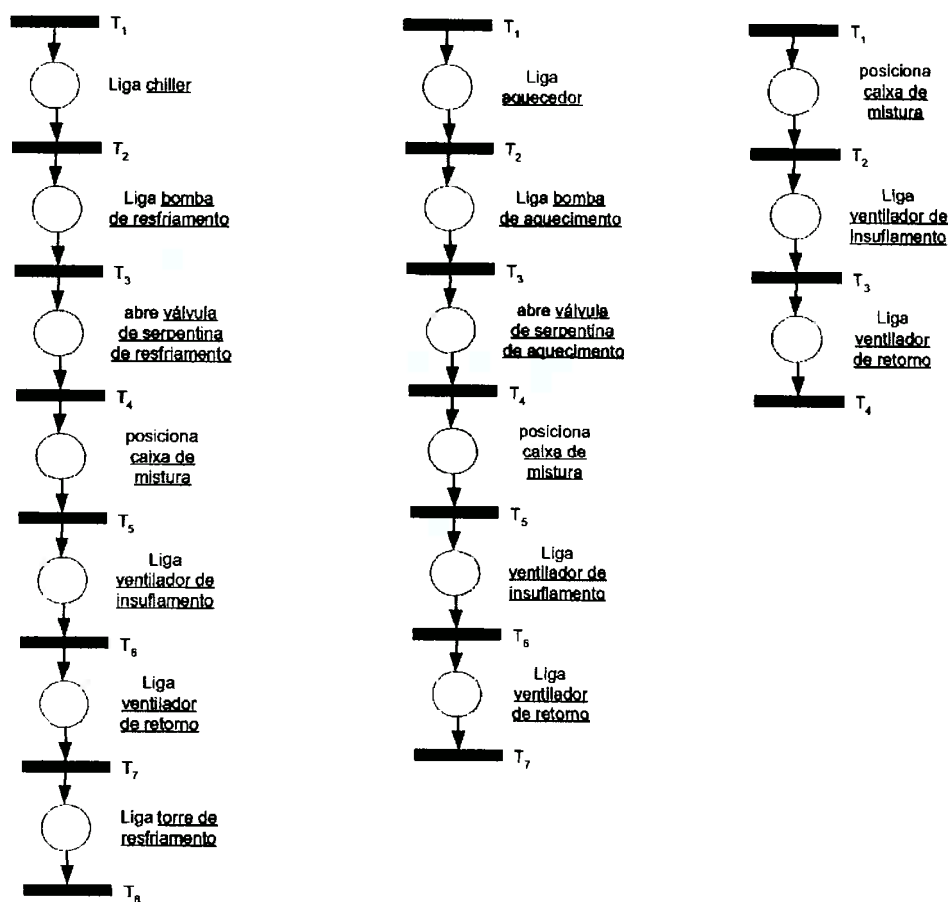 T1
Liga chiller
T2
Liga bomba
de resfriamento
T3
abre válvula
de serpentina
de resfriamento
T4
posiciona
caixa de
mistura
T5
Liga
ventilador de
insuflamento
T6
Liga
ventilador
de retorno
T7
Liga torre de
resfriamento
T8
T1
Liga
aquecedor
T2
Liga bomba
de aquecimento
T3
abre válvula
de serpentina
de aquecimento
T4
posiciona
caixa de
mistura
T5
Liga
ventilador de
insuflamento
T6
Liga
ventilador
de retorno
T7
T1
posiciona
caixa de
mistura
T2
Liga
ventilador de
insuflamento
T3
Liga
ventilador
de retorno
T4